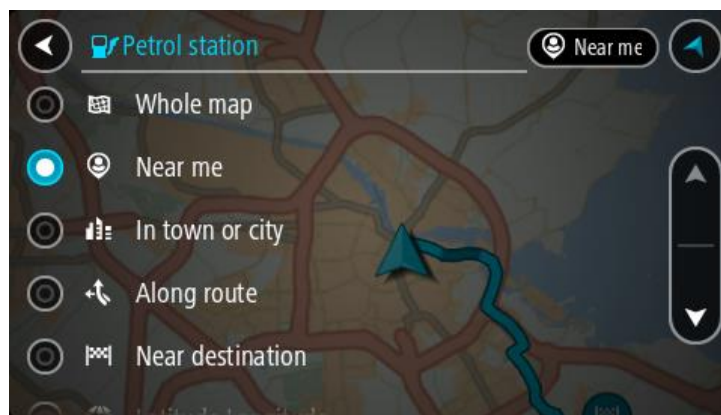 Petrol station
Near me
Whole map
Near me
In town or city
Along route
Near destination